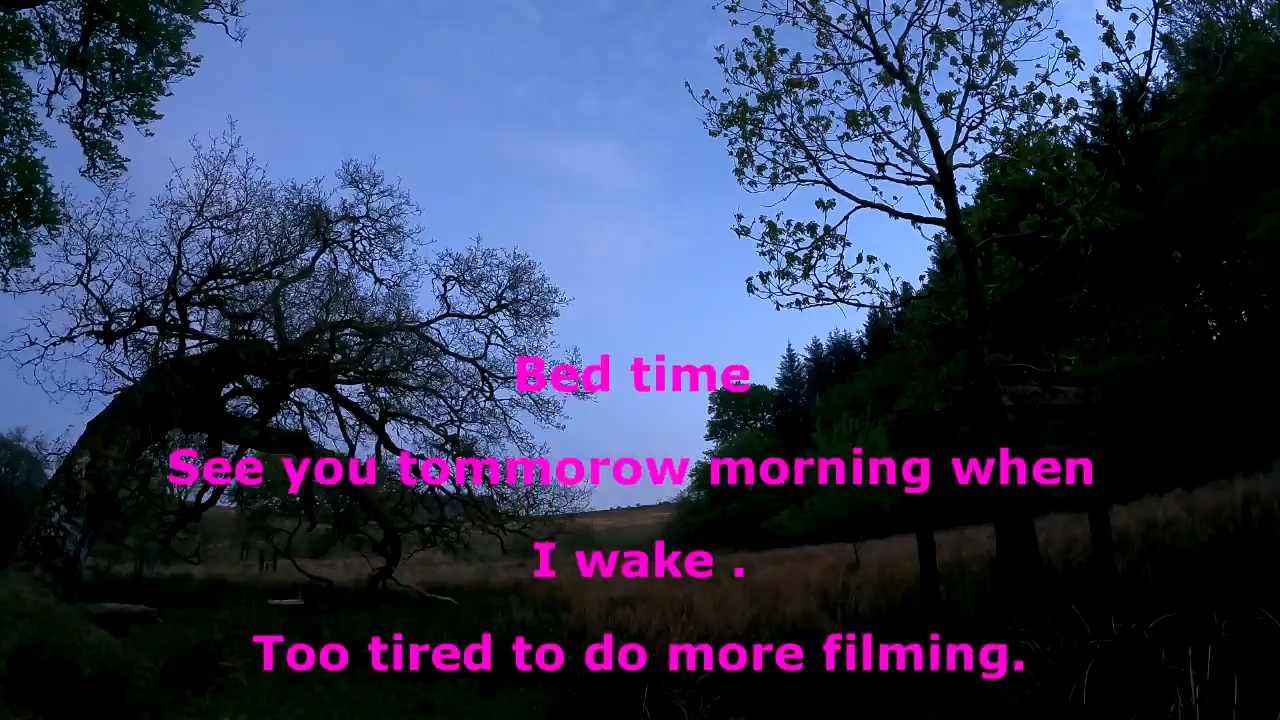 Bed time
See you tommorow morning when
I wake .
Too tired to do more filming.